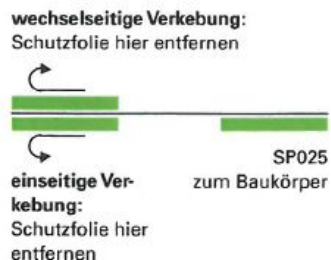 wechselseitige Verkebung:
Schutzfolie hier entfernen
SP025
zum Baukörper
einseitige Ver-
kebung:
Schutzfolie hier
entfernen